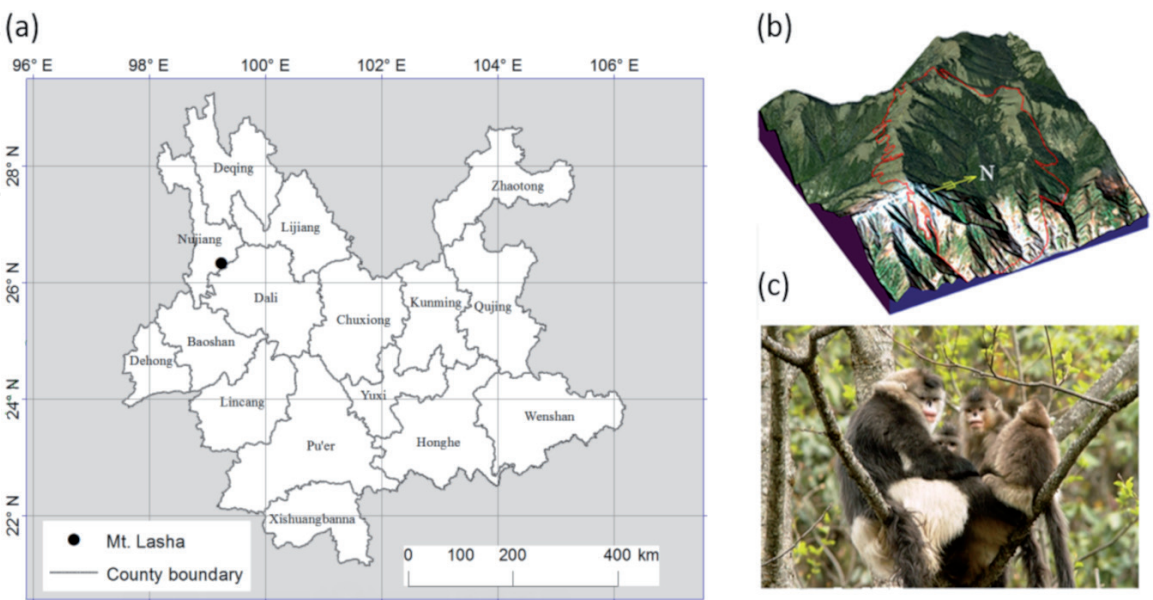 (a)
96° E 98° E 100° E 102° E 104° E 106° E
28° N
26° N
24° N
22° N
Deqing
Zhaotong
Lijiang
Nujiang
Dali
Kunming
Qujing
Chuxiong
Baoshan
Dehong
Yuxi
Lincang
Wenshan
Pu'er
Honghe
Xishuangbanna
Mt. Lasha
County boundary
0 100 200 400 km
(b)
N
(c)